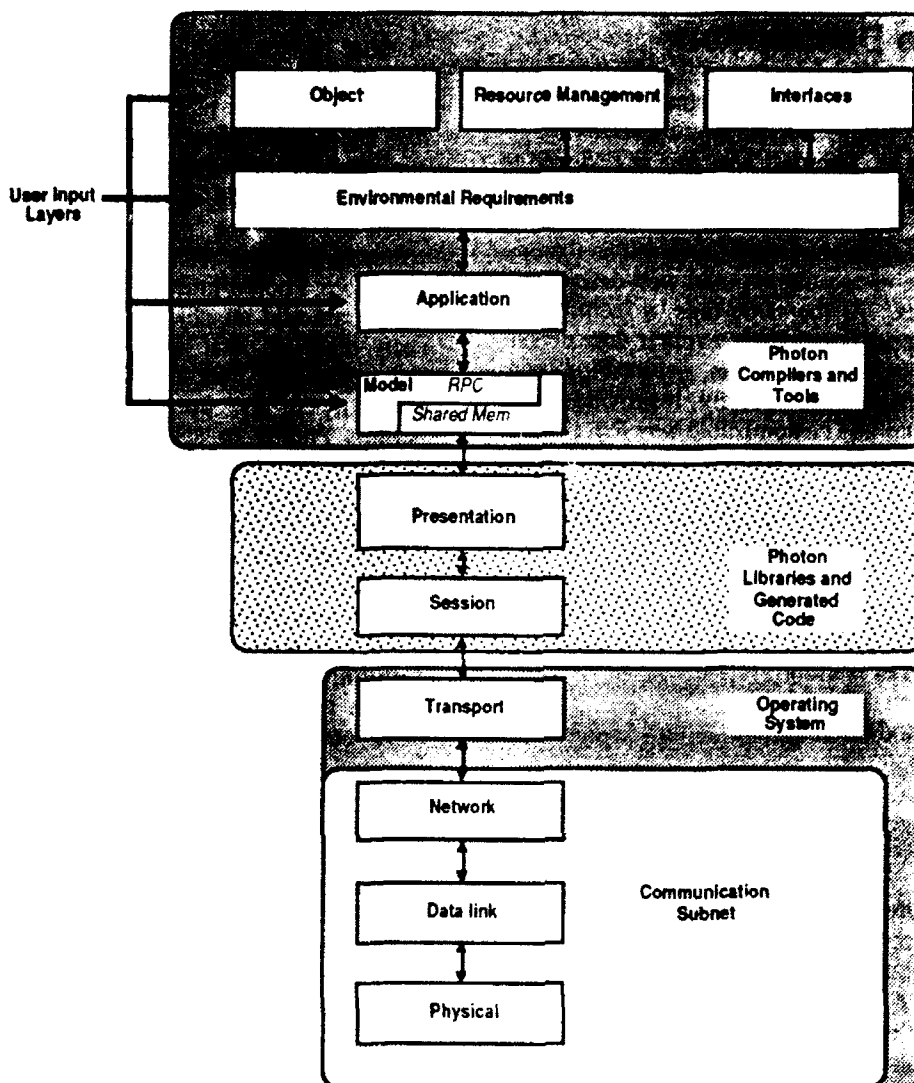 Object
Resource Management
Interfaces
User Input
Layers
Environmental Requirements
Application
Model
RPC
Shared Mem
Photon
Compilers and
Tools
Presentation
Session
Photon
Libraries and
Generated
Code
Transport
Operating
System
Network
Data link
Communication
Subnet
Physical